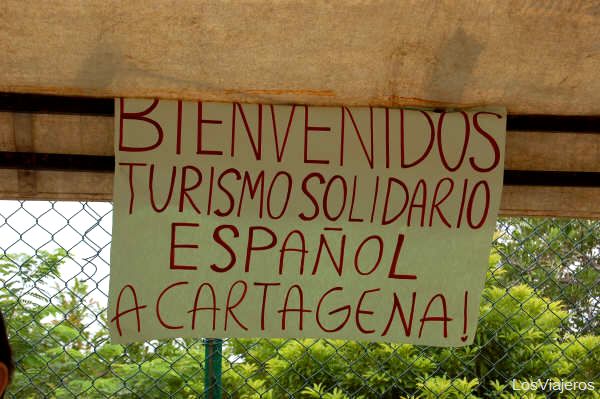 BIENVENIDOS
TURISMO SOLIDARIO
ESPAÑOL
A CARTAGENA!
LosViajeros